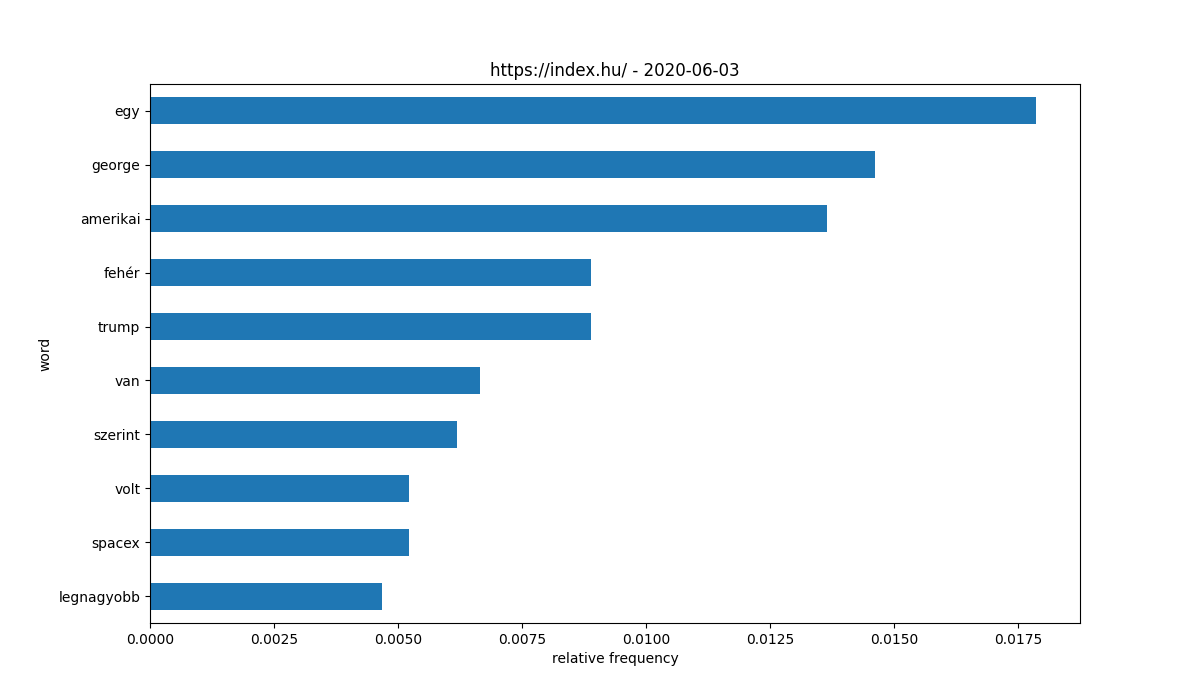 https://index.hu/ - 2020-06-03
egy
george
amerikai
fehér
trump
van
szerint
volt
spacex
legnagyobb
word
0.0000 0.0025 0.0050 0.0075 0.0100 0.0125 0.0150 0.0175
relative frequency